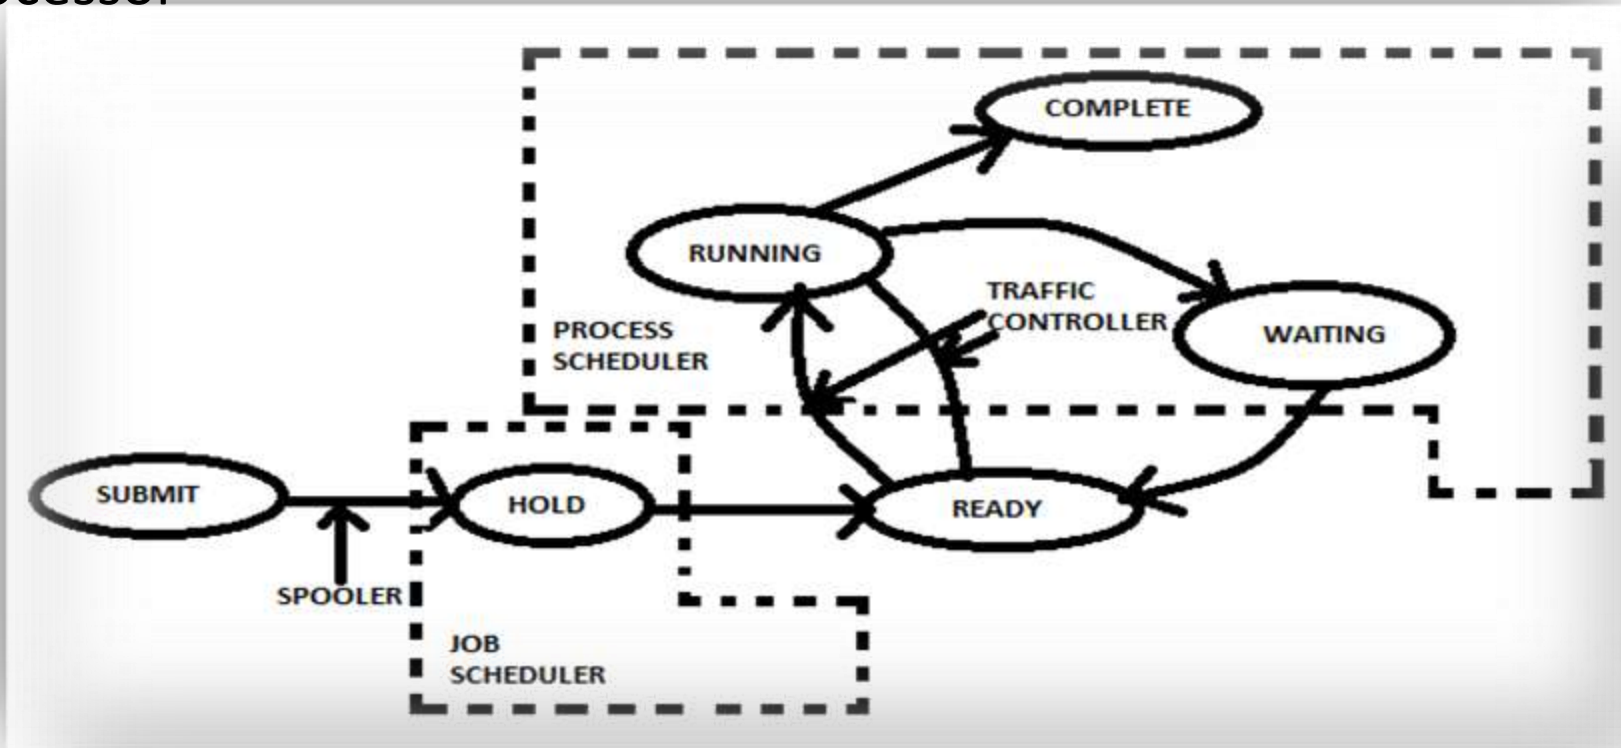 COMPLETE
RUNNING
TRAFFIC
CONTROLLER
PROCESS
SCHEDULER
WAITING
SUBMIT
HOLD
READY
SPOOLER
JOB
SCHEDULER